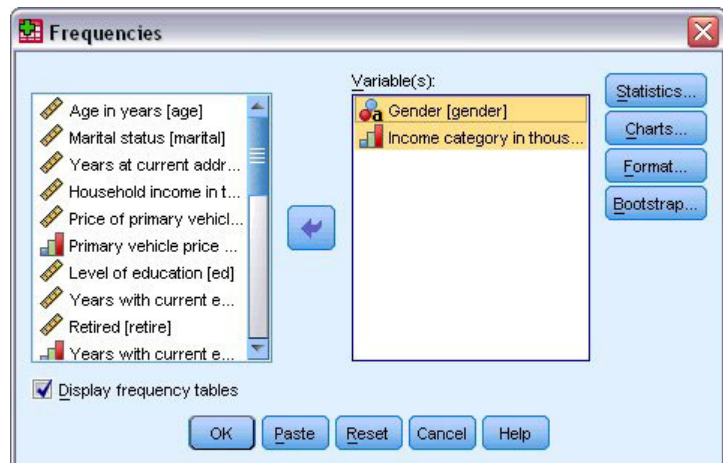 Frequencies
Variable(s):
Age in years [age]
Marital status [marital]
Years at current addr...
Household income in t...
Price of primary vehicl...
Primary vehicle price ...
Level of education [ed]
Years with current e...
Retired [retire]
Years with current e...
a Gender [gender]
Income category in thous...
Statistics...
Charts...
Format...
Bootstrap...
Display frequency tables
OK
Paste
Reset
Cancel
Help